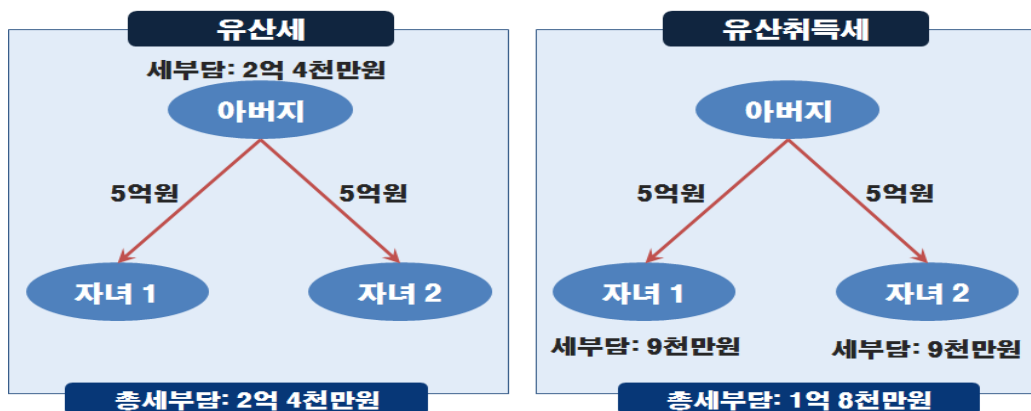 유산세
세부담: 2억 4천만원
아버지
5억원
5억원
자녀 1
자녀 2
총세부담: 2억 4천만원
유산취득세
아버지
5억원
5억원
자녀 1
자녀 2
세부담: 9천만원
세부담: 9천만원
총세부담: 1억 8천만원